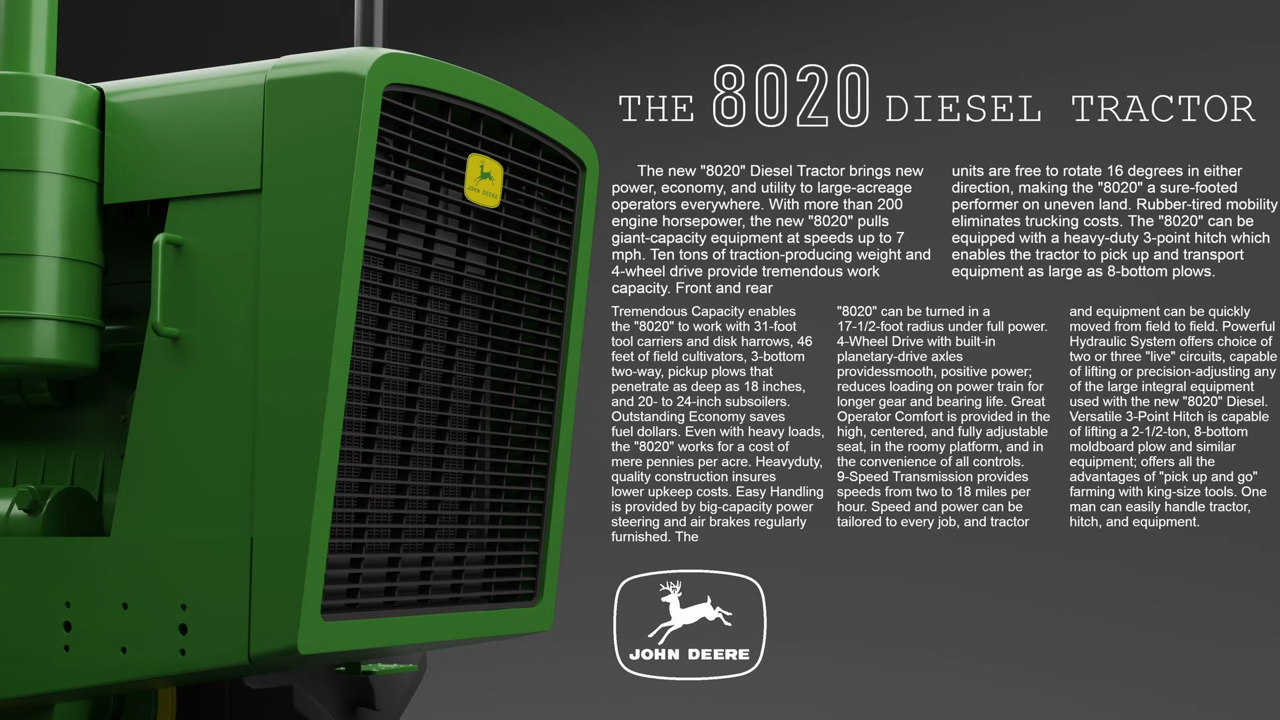 THE 8020 DIESEL TRACTOR
The new "8020" Diesel Tractor brings new
power, economy, and utility to large-acreage
operators everywhere. With more than 200
engine horsepower, the new "8020" pulls
giant-capacity equipment at speeds up to 7
mph. Ten tons of traction-producing weight and
4-wheel drive provide tremendous work
capacity. Front and rear
units are free to rotate 16 degrees in either
direction, making the "8020" a sure-footed
performer on uneven land. Rubber-tired mobility
eliminates trucking costs. The "8020" can be
equipped with a heavy-duty 3-point hitch which
enables the tractor to pick up and transport
equipment as large as 8-bottom plows.
Tremendous Capacity enables
the "8020" to work with 31-foot
tool carriers and disk harrows, 46
feet of field cultivators, 3-bottom
two-way, pickup plows that
penetrate as deep as 18 inches,
and 20- to 24-inch subsoilers.
Outstanding Economy saves
fuel dollars. Even with heavy loads,
the "8020" works for a cost of
mere pennies per acre. Heavyduty,
quality construction insures
lower upkeep costs. Easy Handling
is provided by big-capacity power
steering and air brakes regularly
furnished. The
"8020" can be turned in a
17-1/2-foot radius under full power.
4-Wheel Drive with built-in
planetary-drive axles
providessmooth, positive power;
reduces loading on power train for
longer gear and bearing life. Great
Operator Comfort is provided in the
high, centered, and fully adjustable
seat, in the roomy platform, and in
the convenience of all controls.
9-Speed Transmission provides
speeds from two to 18 miles per
hour. Speed and power can be
tailored to every job, and tractor
and equipment can be quickly
moved from field to field. Powerful
Hydraulic System offers choice of
two or three "live" circuits, capable
of lifting or precision-adjusting any
of the large integral equipment
used with the new "8020" Diesel.
Versatile 3-Point Hitch is capable
of lifting a 2-1/2-ton, 8-bottom
moldboard plow and similar
equipment; offers all the
advantages of "pick up and go"
farming with king-size tools. One
man can easily handle tractor,
hitch, and equipment.
JOHN DEERE
JOHN DEERE